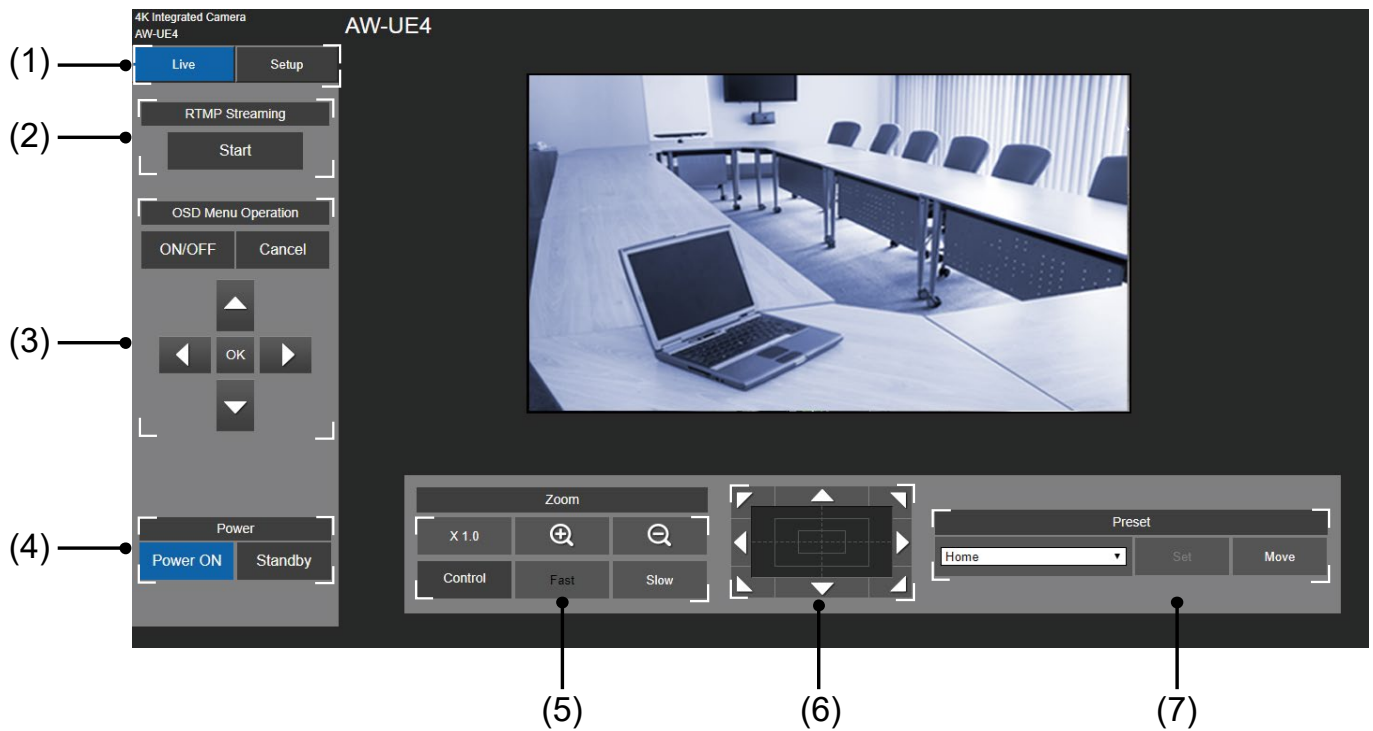 4K Integrated Camera
AW-UE4
AW-UE4
(1)
Live Setup
RTMP Streaming
(2)
Start
OSD Menu Operation
ON/OFF Cancel
(3)
OK
Power
(4)
Power ON Standby
Zoom
X 1.0
Control Fast Slow
Preset
Home Set Move
(5) (6) (7)